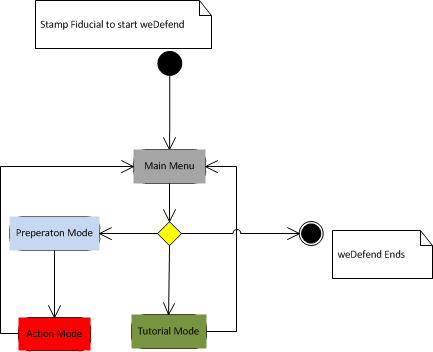 Stamp Fiducial to start weDefend
Main Menu
Preperaton Mode
weDefend Ends
Action Mode
Tutorial Mode